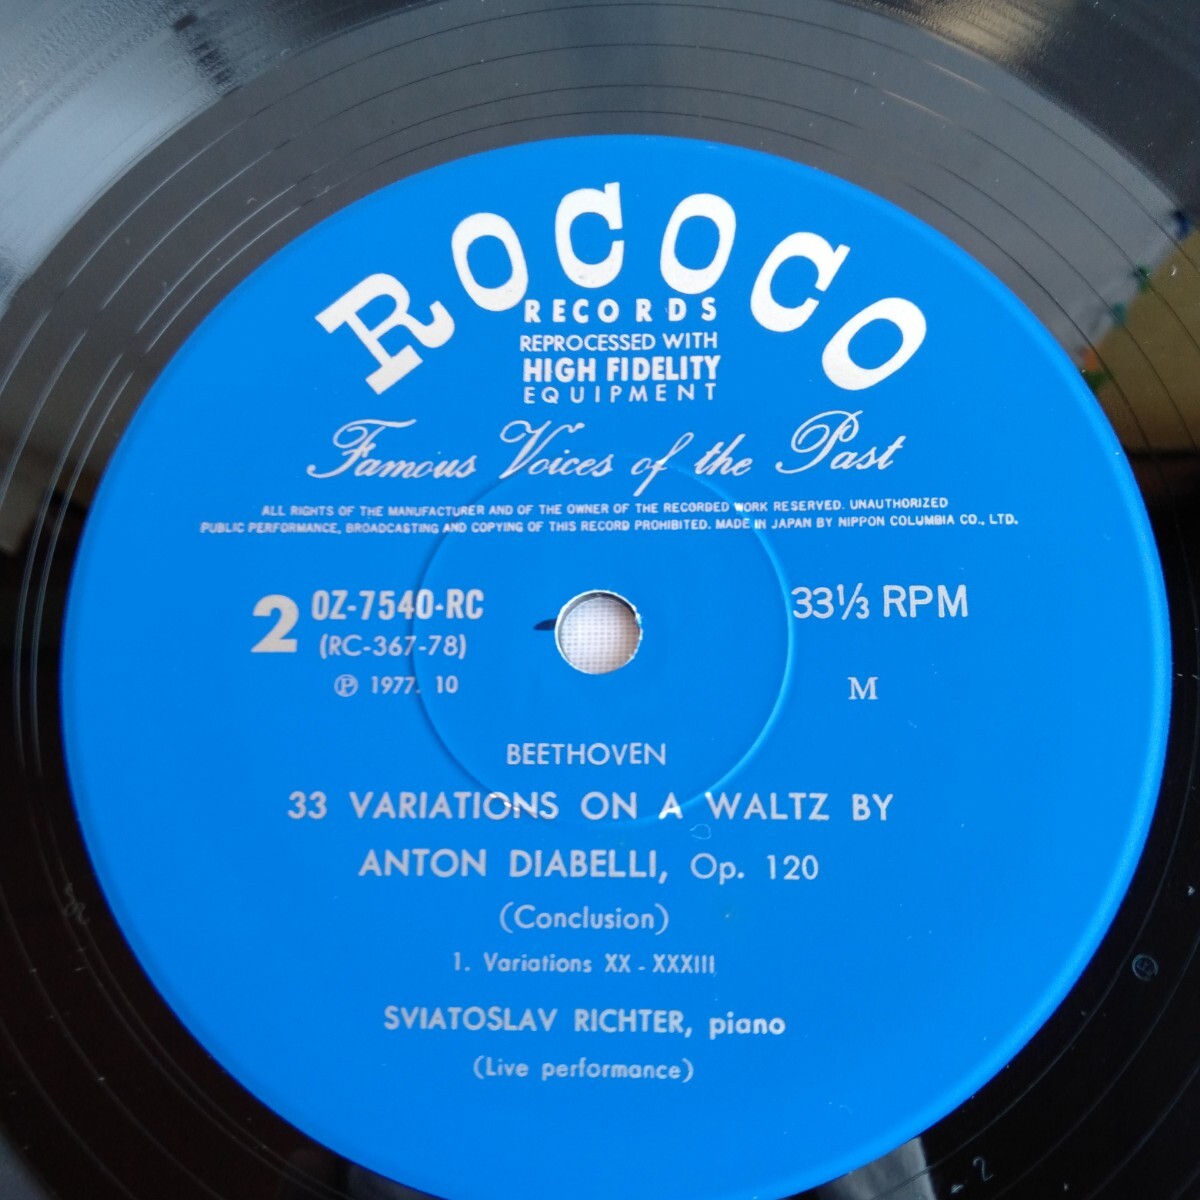 ROCOCO
RECORDS
REPROCESSED WITH
HIGH FIDELITY
EQUIPMENT
Famous Voices of the Past
ALL RIGHTS OF THE MANUFACTURER AND OF THE OWNER OF THE RECORDED WORK RESERVED. UNAUTHORIZED
PUBLIC PERFORMANCE, BROADCASTING AND COPYING OF THIS RECORD PROHIBITED. MADE IN JAPAN BY NIPPON COLUMBIA CO., LTD.
2 OZ-7540-RC
(RC-367-78)
℗ 1977. 10
33⅓ RPM
M
BEETHOVEN
33 VARIATIONS ON A WALTZ BY
ANTON DIABELLI, Op. 120
(Conclusion)
1. Variations XX - XXXIII
SVIATOSLAV RICHTER, piano
(Live performance)
- 2